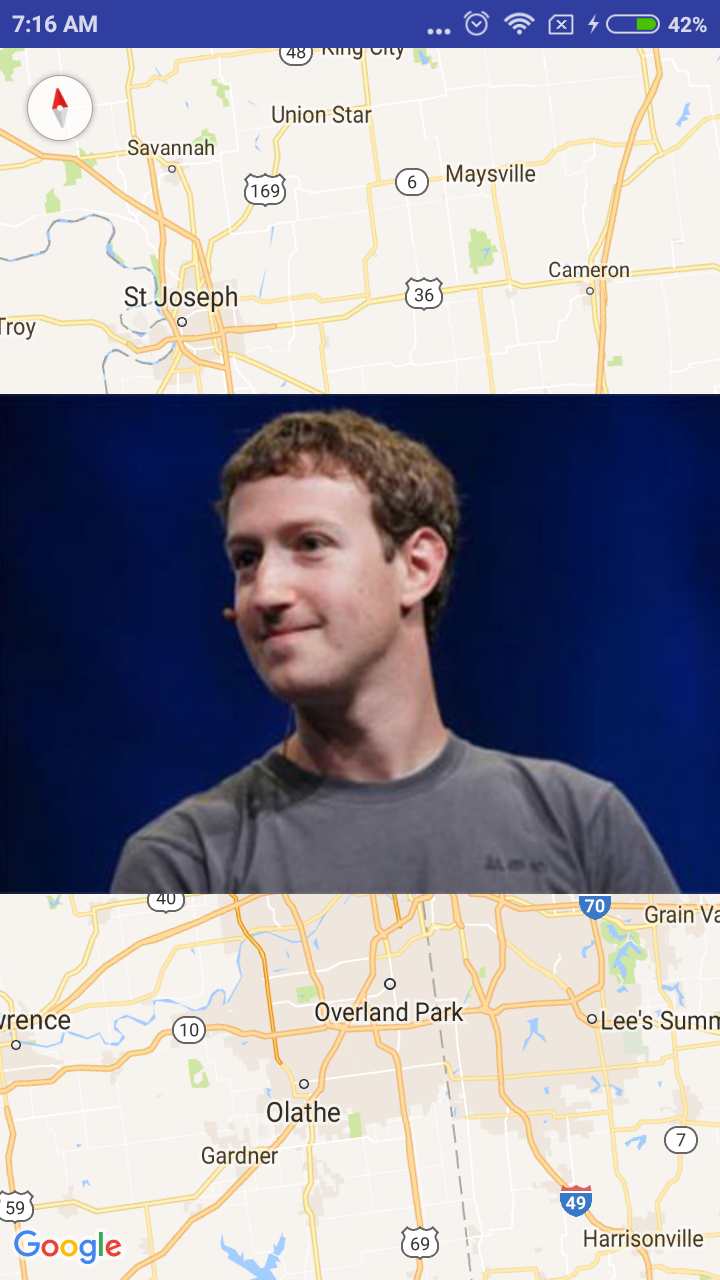 7:16 AM
42%
48
King City
Union Star
Savannah
169
6
Maysville
Cameron
St Joseph
36
Troy
40
70
Grain Va
Overland Park
wrence
10
Lee's Summ
Olathe
7
Gardner
59
49
Google
69
Harrisonville